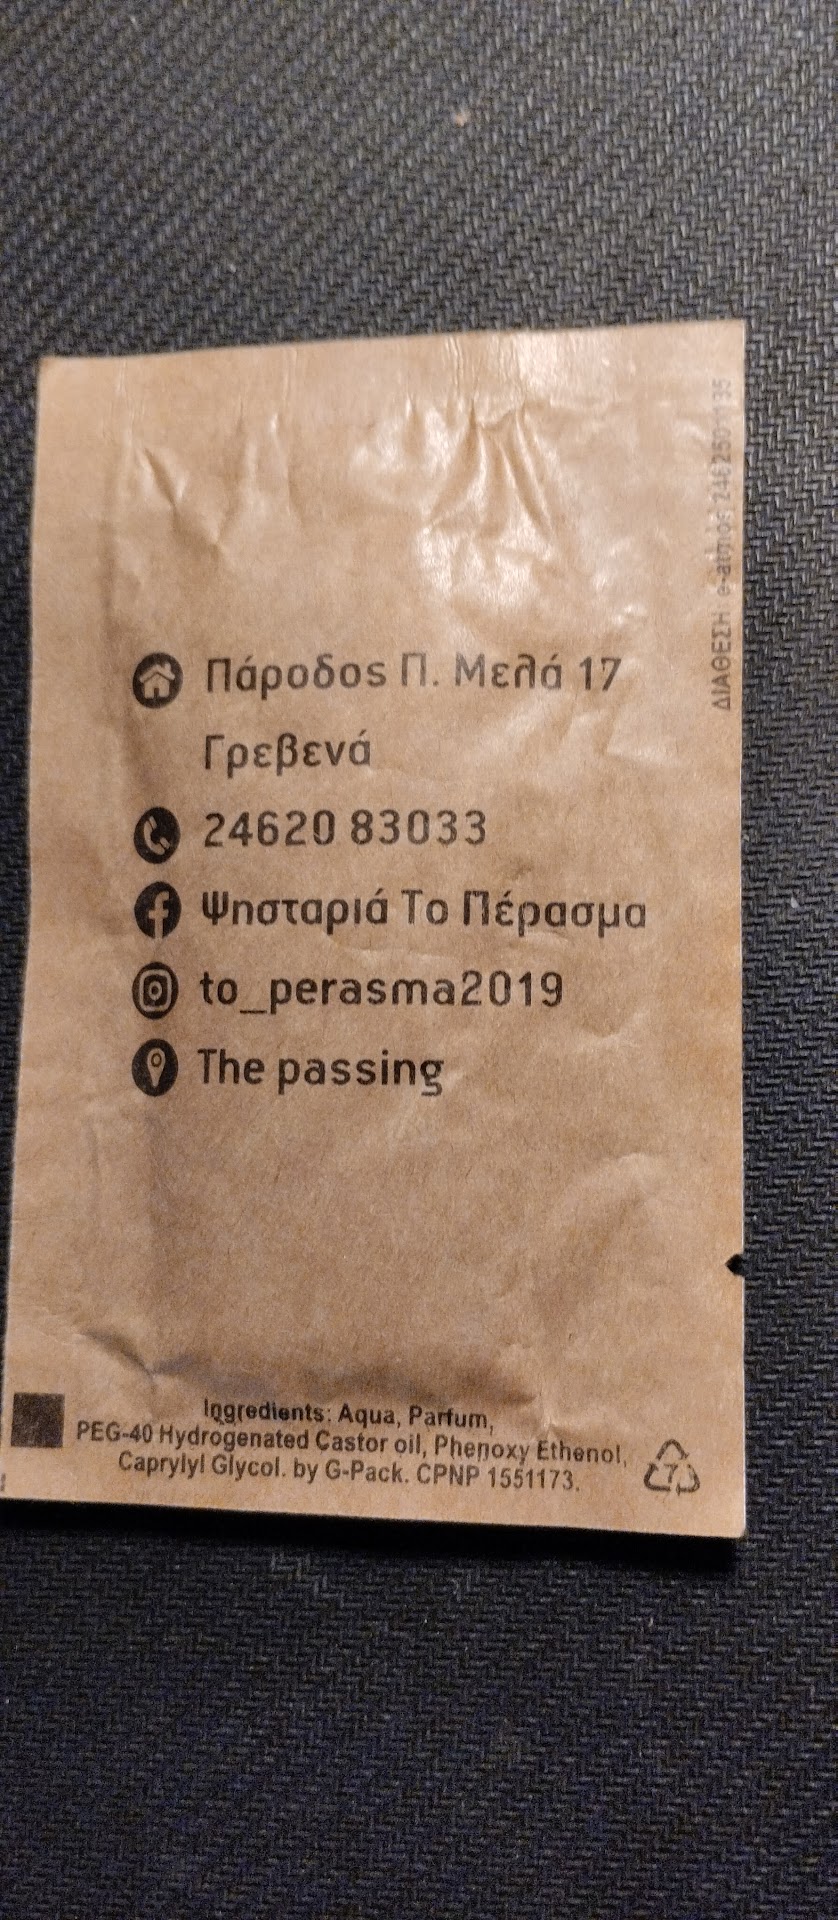 Πάροδος Π. Μελά 17
Γρεβενά
24620 83033
Ψησταριά Το Πέρασμα
to_perasma2019
The passing
ΔΙΑΘΕΣΗ: e-atmos
Ingredients: Aqua, Parfum,
PEG-40 Hydrogenated Castor oil, Phenoxy Ethenol,
Caprylyl Glycol. by G-Pack. CPNP 1551173.
7